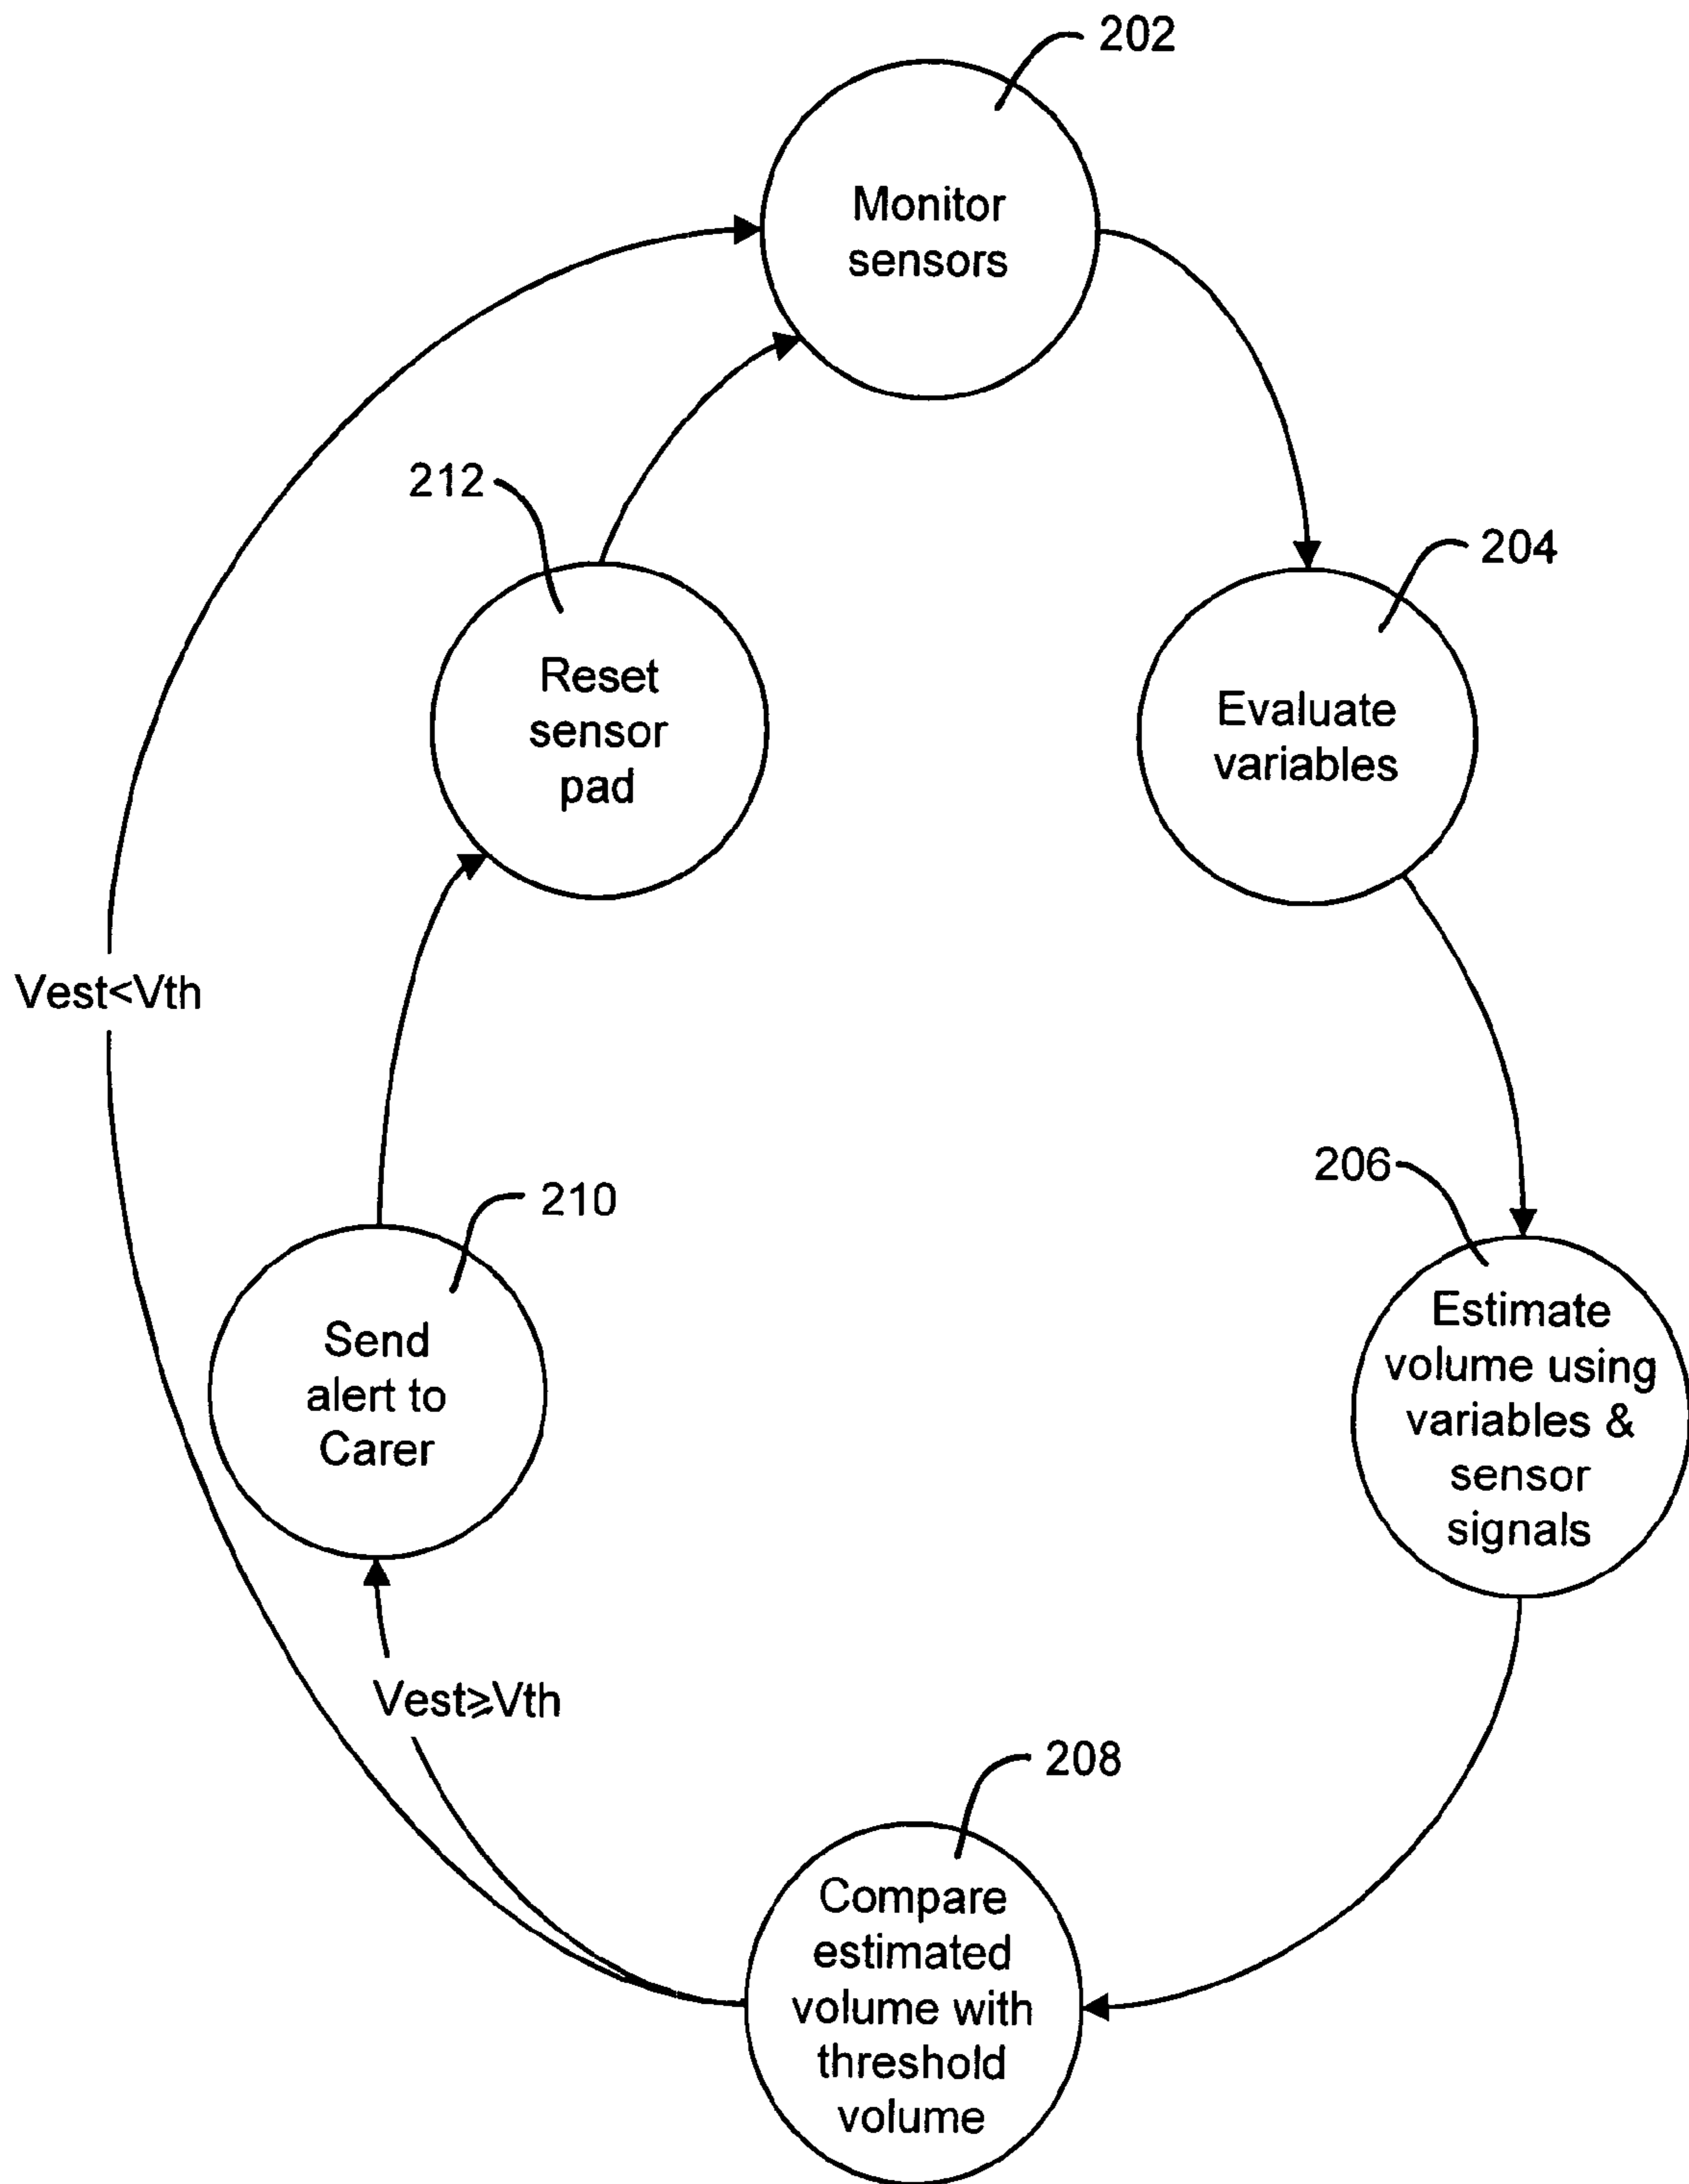 202
Monitor
sensors
204
Evaluate
variables
206
Estimate
volume using
variables &
sensor
signals
208
Compare
estimated
volume with
threshold
volume
Vest⩾Vth
Vest<Vth
210
Send
alert to
Carer
212
Reset
sensor
pad